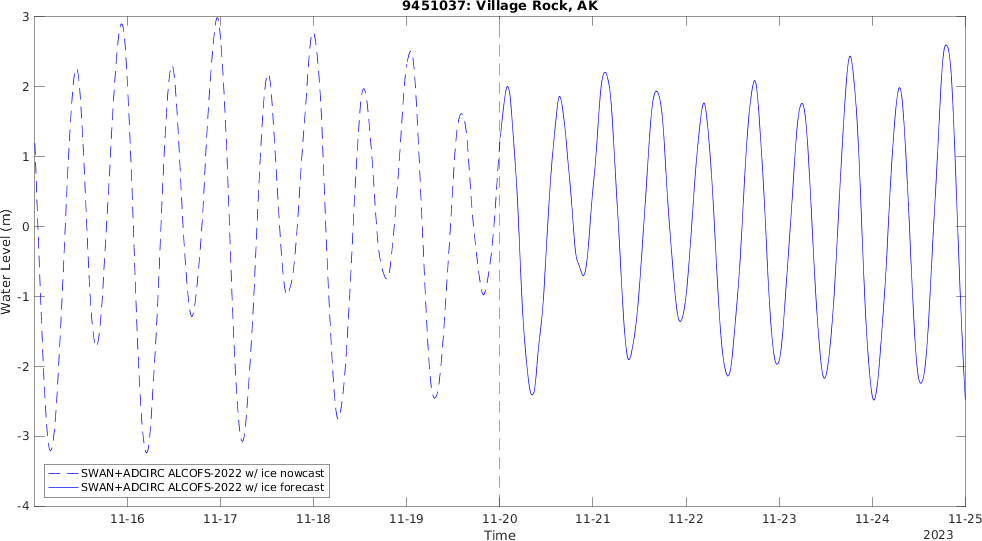 9451037: Village Rock, AK
3
2
1
0
-1
-2
-3
-4
Water Level (m)
SWAN+ADCIRC ALCOFS-2022 w/ ice nowcast
SWAN+ADCIRC ALCOFS-2022 w/ ice forecast
11-16 11-17 11-18 11-19 11-20 11-21 11-22 11-23 11-24 11-25
Time
2023